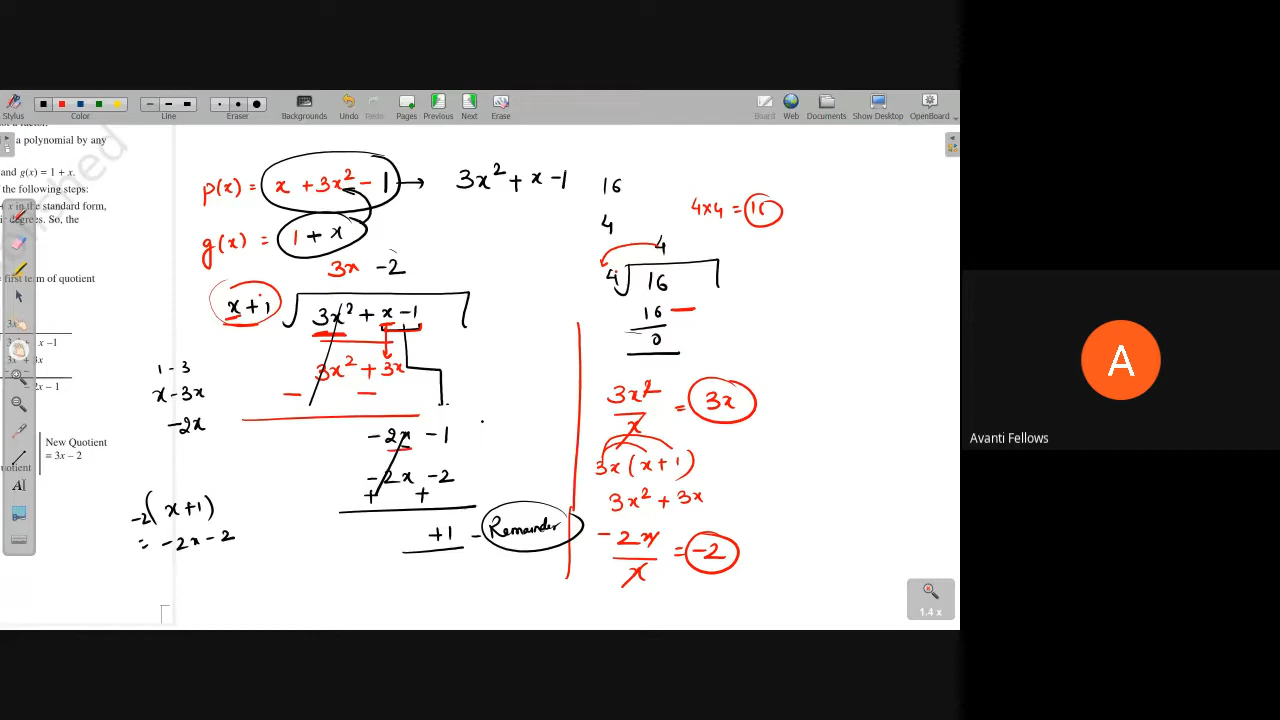 Stylus
Color
Line
Eraser
Backgrounds
Undo
Redo
Pages
Previous
Next
Erase
Board
Web
Documents
Show Desktop
OpenBoard
a polynomial by any
and g(x) = 1 + x.
the following steps:
x in the standard form,
degrees. So, the
first term of quotient
x – 1
– 2x – 1
New Quotient
= 3x – 2
p(x) = x + 3x² - 1 → 3x² + x - 1
g(x) = 1 + x
3x -2
x + 1
3x² + x - 1
3x² + 3x
- -
-2x - 1
-2x -2
+ +
+1 - Remainder
1 - 3
x - 3x
-2x
-2 (x+1)
= -2x - 2
16
4
4x4 = 16
4
4 16
16
0
3x²
x
= 3x
3x (x + 1)
3x² + 3x
-2x
x
= -2
1.4 x
A
Avanti Fellows